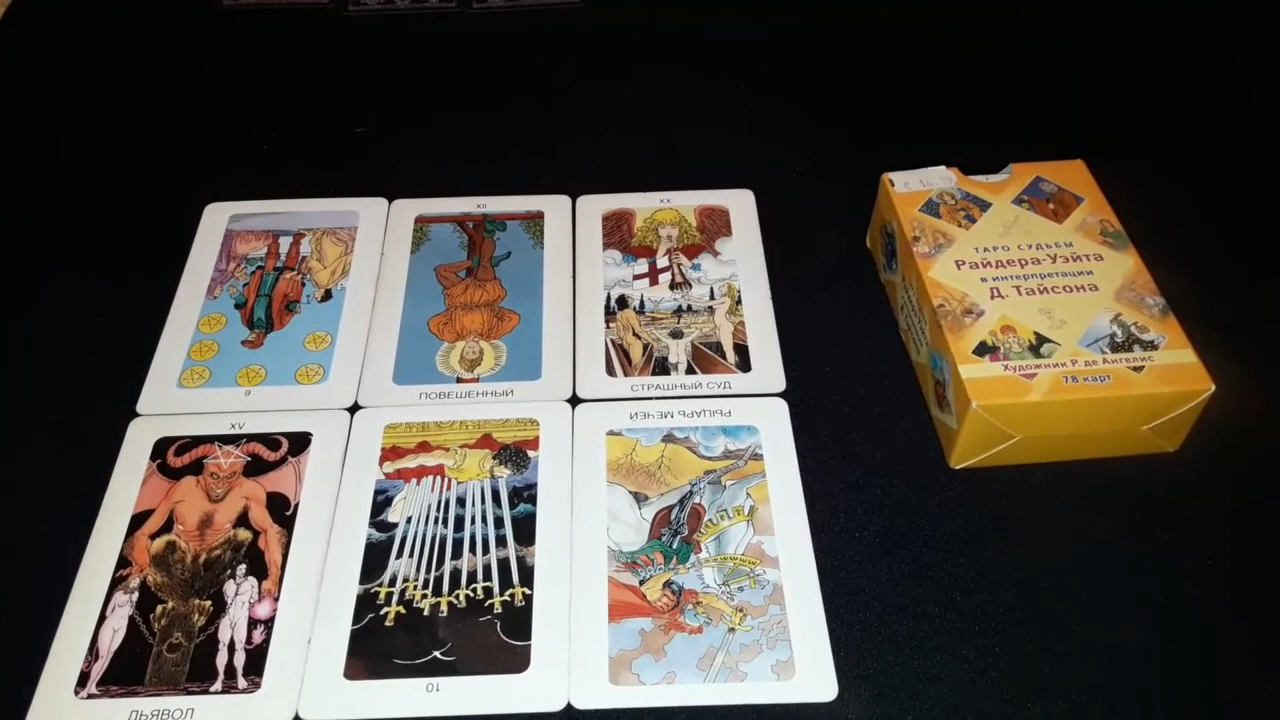 6
XII
ПОВЕШЕННЫЙ
XX
СТРАШНЫЙ СУД
XV
ДЬЯВОЛ
10
РЫЦАРЬ МЕЧЕЙ
ТАРО СУДЬБЫ
Райдера-Уэйта
в интерпретации
Д. Тайсона
Художник Р. де Ангелис
78 карт